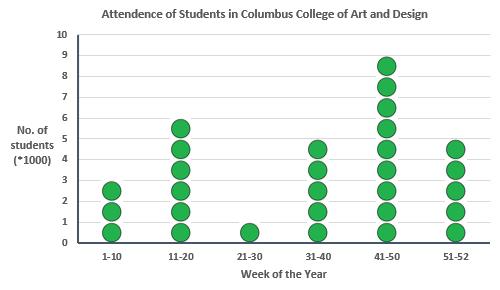 Attendence of Students in Columbus College of Art and Design
10
9
8
7
6
5
4
3
2
1
0
No. of
students
(*1000)
1-10 11-20 21-30 31-40 41-50 51-52
Week of the Year